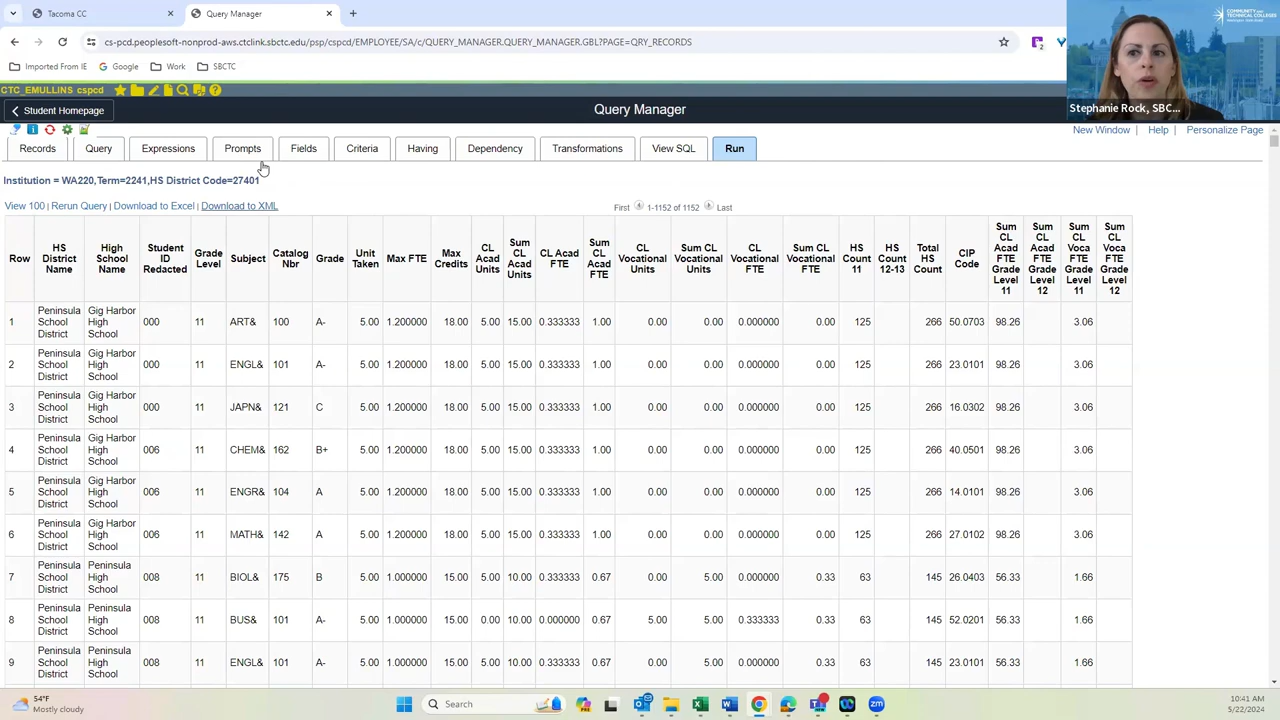 Tacoma CC
Query Manager
COMMUNITY AND TECHNICAL COLLEGES
cs-pcd.peoplesoft-nonprod-aws.ctclink.sbctc.edu/psp/cspcd/EMPLOYEE/SA/c/QUERY_MANAGER.QUERY_MANAGER.GBL?PAGE=QRY_RECORDS
Imported From IE Google Work SBCTC
CTC_EMULLINS cspcd
Student Homepage
Query Manager
Stephanie Rock, SBC...
New Window | Help | Personalize Page
Records Query Expressions Prompts Fields Criteria Having Dependency Transformations View SQL Run
Institution = WA220,Term=2241,HS District Code=27401
View 100 | Rerun Query | Download to Excel | Download to XML First 1-1152 of 1152 Last
Row HS District Name High School Name Student ID Redacted Grade Level Subject Catalog Nbr Grade Unit Taken Max FTE Max Credits CL Acad Units Sum CL Acad Units CL Acad FTE Sum CL Acad FTE CL Vocational Units Sum CL Vocational Units CL Vocational FTE Sum CL Vocational FTE HS Count 11 HS Count 12-13 Total HS Count CIP Code Sum CL Acad FTE Grade Level 11 Sum CL Acad FTE Grade Level 12 Sum CL Voca FTE Grade Level 11 Sum CL Voca FTE Grade Level 12
1 Peninsula School District Gig Harbor High School 000 11 ART& 100 A- 5.00 1.200000 18.00 5.00 15.00 0.333333 1.00 0.00 0.00 0.000000 0.00 125 266 50.0703 98.26 3.06
2 Peninsula School District Gig Harbor High School 000 11 ENGL& 101 A- 5.00 1.200000 18.00 5.00 15.00 0.333333 1.00 0.00 0.00 0.000000 0.00 125 266 23.0101 98.26 3.06
3 Peninsula School District Gig Harbor High School 000 11 JAPN& 121 C 5.00 1.200000 18.00 5.00 15.00 0.333333 1.00 0.00 0.00 0.000000 0.00 125 266 16.0302 98.26 3.06
4 Peninsula School District Gig Harbor High School 006 11 CHEM& 162 B+ 5.00 1.200000 18.00 5.00 15.00 0.333333 1.00 0.00 0.00 0.000000 0.00 125 266 40.0501 98.26 3.06
5 Peninsula School District Gig Harbor High School 006 11 ENGR& 104 A 5.00 1.200000 18.00 5.00 15.00 0.333333 1.00 0.00 0.00 0.000000 0.00 125 266 14.0101 98.26 3.06
6 Peninsula School District Gig Harbor High School 006 11 MATH& 142 A 5.00 1.200000 18.00 5.00 15.00 0.333333 1.00 0.00 0.00 0.000000 0.00 125 266 27.0102 98.26 3.06
7 Peninsula School District Peninsula High School 008 11 BIOL& 175 B 5.00 1.000000 15.00 5.00 10.00 0.333333 0.67 0.00 5.00 0.000000 0.33 63 145 26.0403 56.33 1.66
8 Peninsula School District Peninsula High School 008 11 BUS& 101 A- 5.00 1.000000 15.00 0.00 10.00 0.000000 0.67 5.00 5.00 0.333333 0.33 63 145 52.0201 56.33 1.66
9 Peninsula School District Peninsula High School 008 11 ENGL& 101 A- 5.00 1.000000 15.00 5.00 10.00 0.333333 0.67 0.00 5.00 0.000000 0.33 63 145 23.0101 56.33 1.66
54°F
Mostly cloudy
Search
10:41 AM
5/22/2024